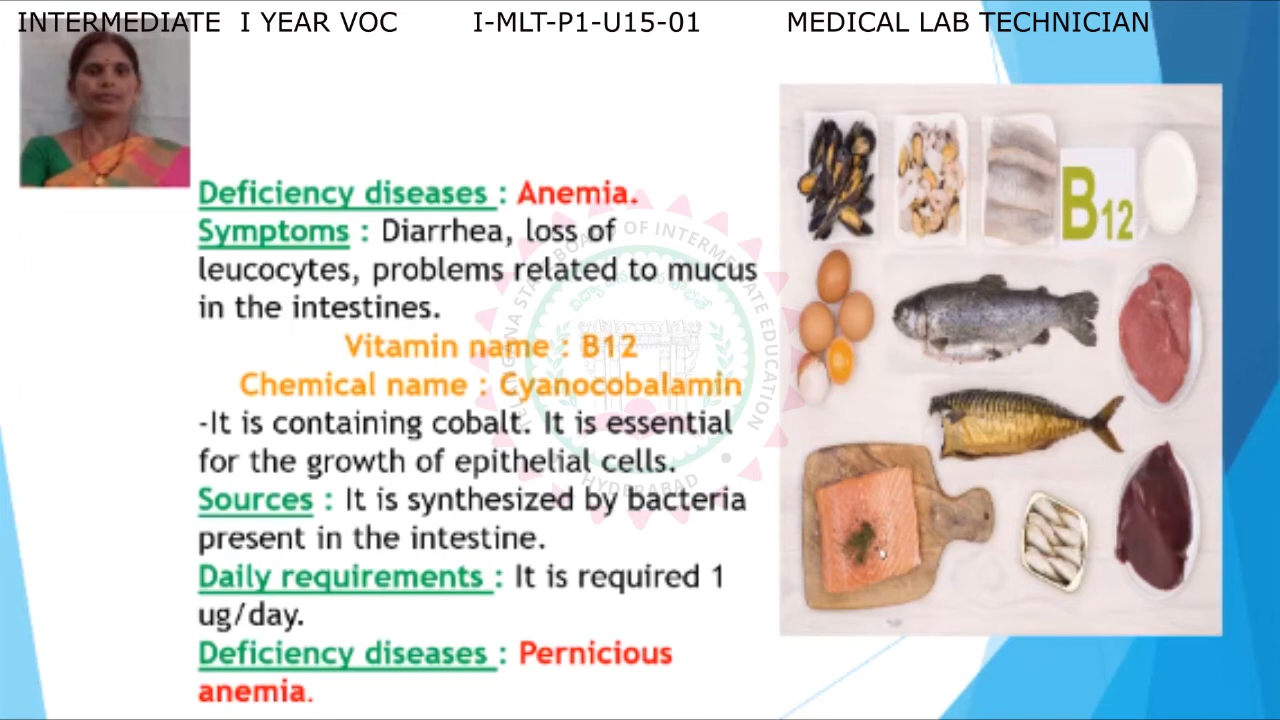 INTERMEDIATE I YEAR VOC I-MLT-P1-U15-01 MEDICAL LAB TECHNICIAN
Deficiency diseases : Anemia.
Symptoms : Diarrhea, loss of
leucocytes, problems related to mucus
in the intestines.
Vitamin name : B12
Chemical name : Cyanocobalamin
-It is containing cobalt. It is essential
for the growth of epithelial cells.
Sources : It is synthesized by bacteria
present in the intestine.
Daily requirements : It is required 1
ug/day.
Deficiency diseases : Pernicious
anemia.
B12
HYDERABAD